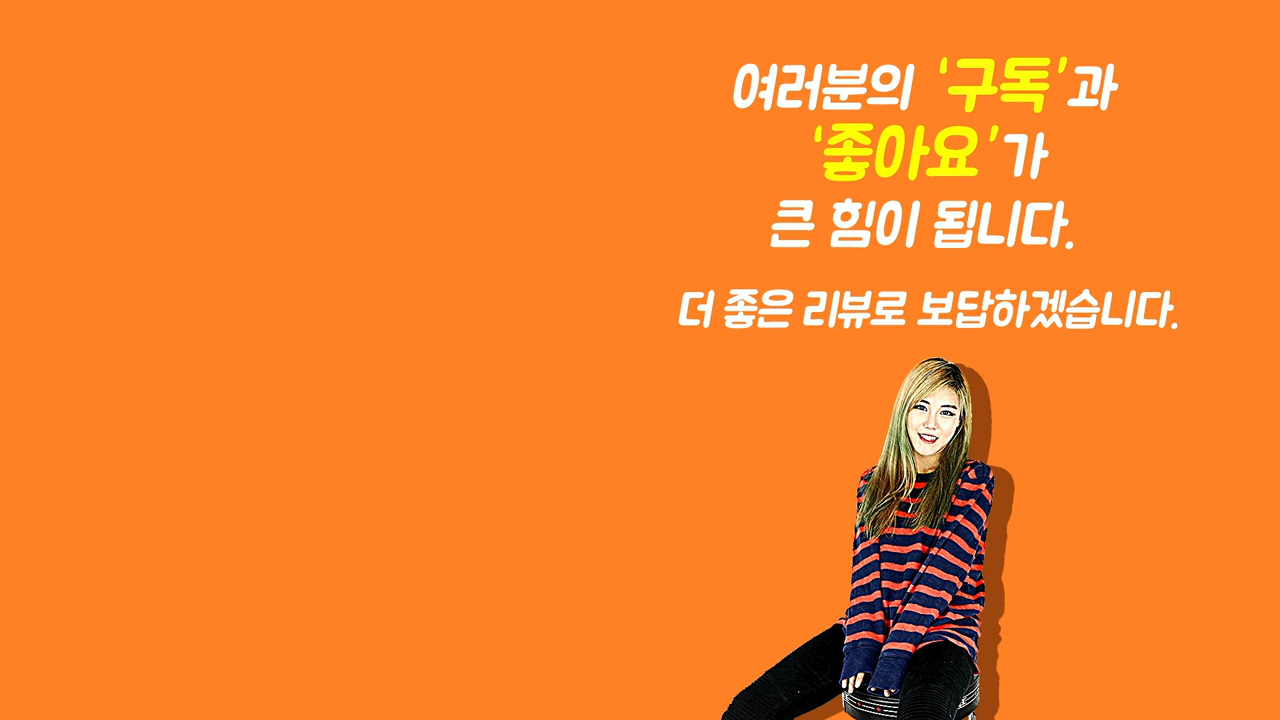 여러분의 '구독'과
'좋아요'가
큰 힘이 됩니다.
더 좋은 리뷰로 보답하겠습니다.